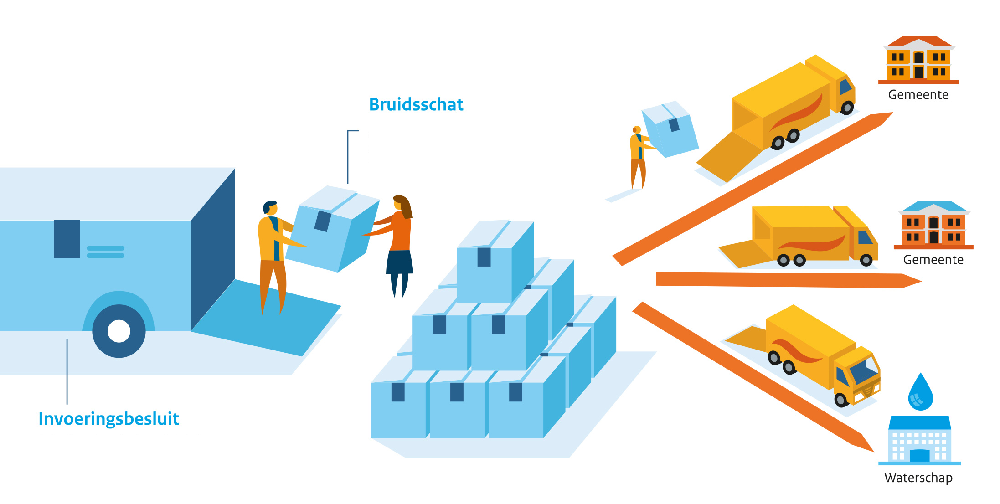 Bruidsschat
Invoeringsbesluit
Gemeente
Gemeente
Waterschap